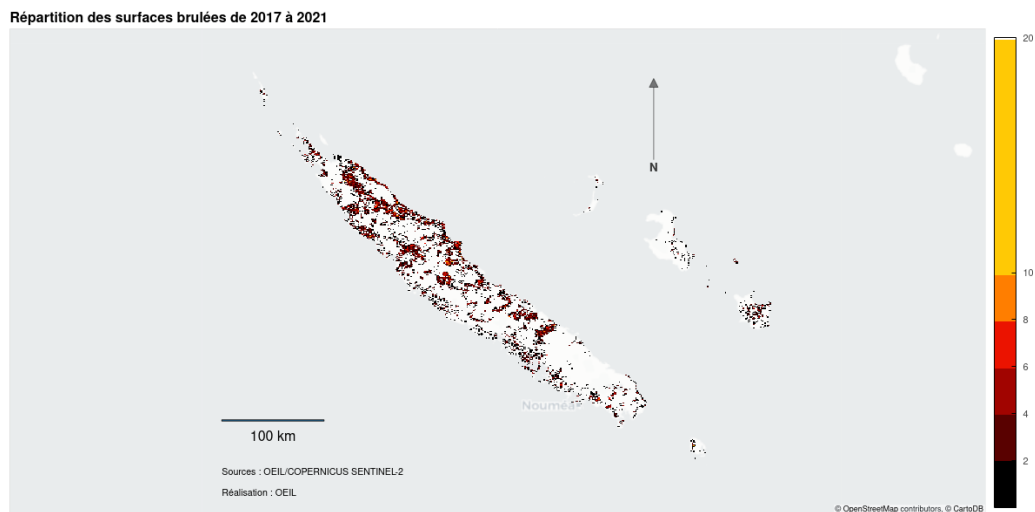 Répartition des surfaces brulées de 2017 à 2021
20
10
8
6
4
2
N
Nouméa
100 km
Sources : OEIL/COPERNICUS SENTINEL-2
Réalisation : OEIL
© OpenStreetMap contributors, © CartoDB